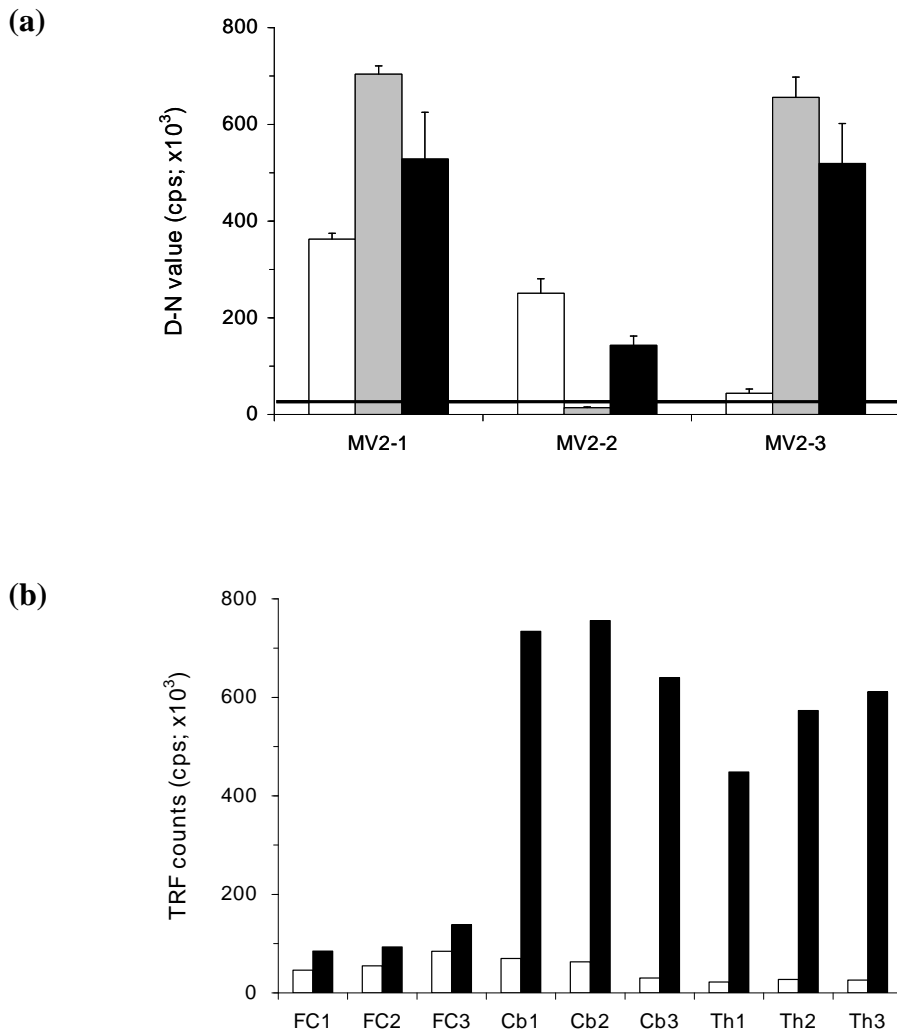 (a)
800
600
400
200
0
D-N value (cps; x10³)
MV2-1 MV2-2 MV2-3
(b)
800
600
400
200
0
TRF counts (cps; x10³)
FC1 FC2 FC3 Cb1 Cb2 Cb3 Th1 Th2 Th3